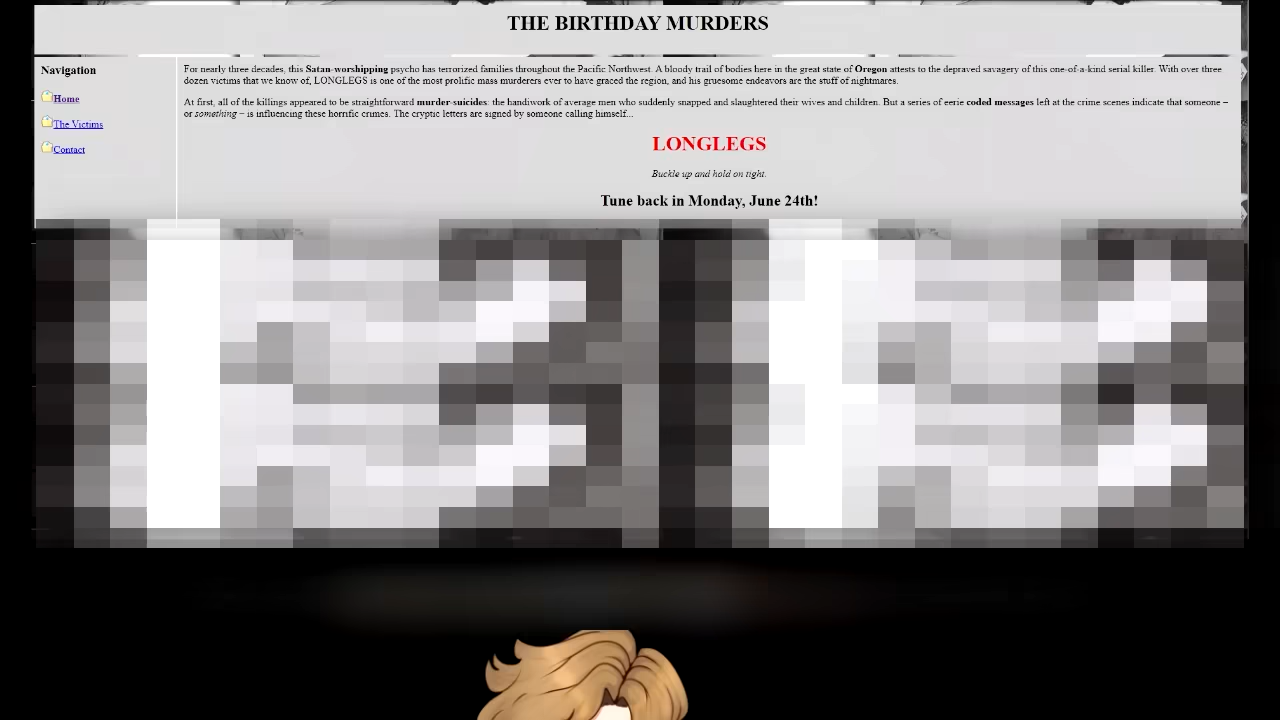 THE BIRTHDAY MURDERS
Navigation
Home
The Victims
Contact
For nearly three decades, this Satan-worshipping psycho has terrorized families throughout the Pacific Northwest. A bloody trail of bodies here in the great state of Oregon attests to the depraved savagery of this one-of-a-kind serial killer. With over three
dozen victims that we know of, LONGLEGS is one of the most prolific mass murderers ever to have graced the region, and his gruesome endeavors are the stuff of nightmares.
At first, all of the killings appeared to be straightforward murder-suicides: the handiwork of average men who suddenly snapped and slaughtered their wives and children. But a series of eerie coded messages left at the crime scenes indicate that someone –
or something – is influencing these horrific crimes. The cryptic letters are signed by someone calling himself...
LONGLEGS
Buckle up and hold on tight.
Tune back in Monday, June 24th!